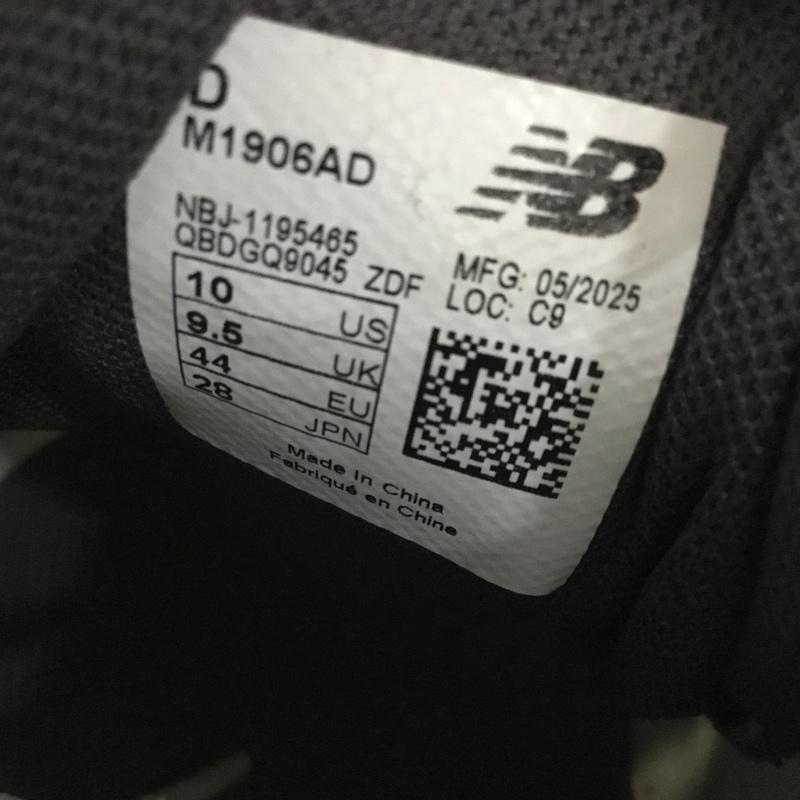 D
M1906AD
NB
NBJ-1195465
QBDGQ9045 ZDF
MFG: 05/2025
LOC: C9
10 US
9.5 UK
44 EU
28 JPN
Made In China
Fabriqué en Chine